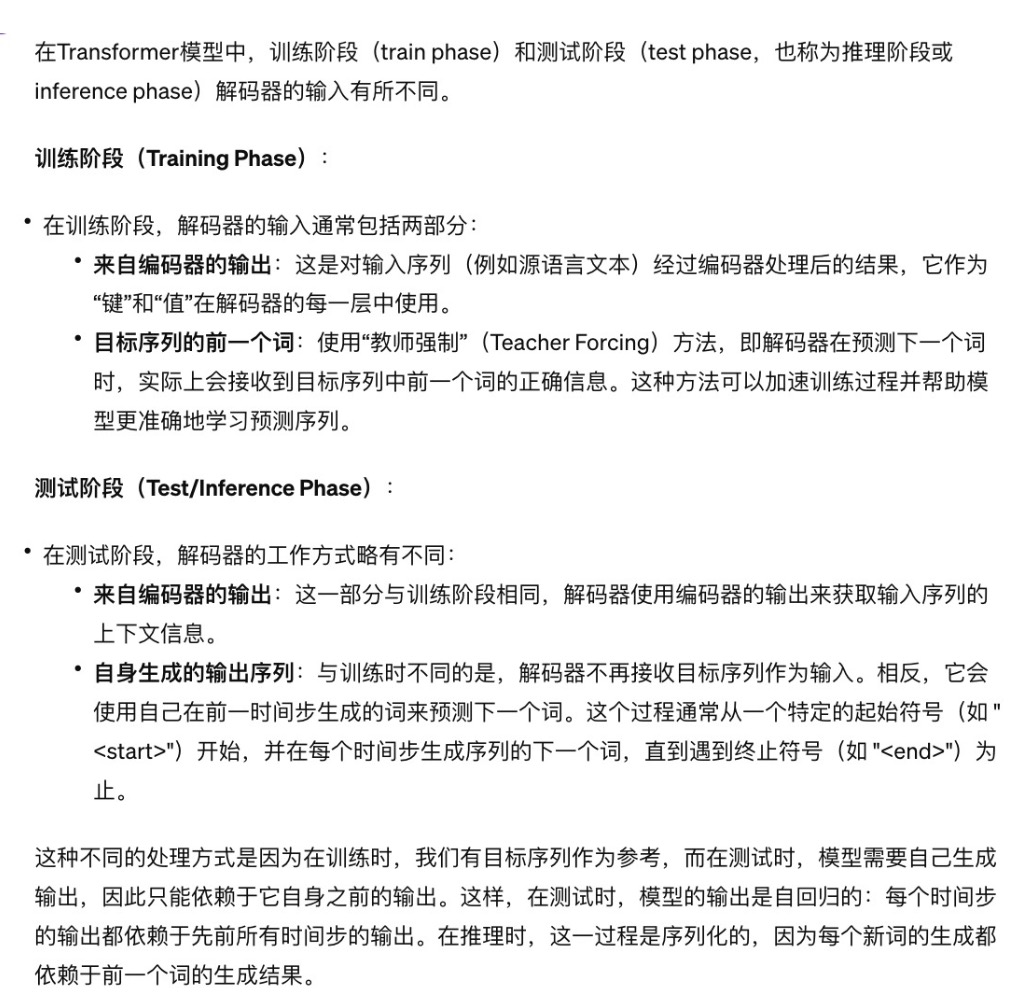 在Transformer模型中，训练阶段（train phase）和测试阶段（test phase，也称为推理阶段或
inference phase）解码器的输入有所不同。
训练阶段（Training Phase）：
• 在训练阶段，解码器的输入通常包括两部分：
• 来自编码器的输出：这是对输入序列（例如源语言文本）经过编码器处理后的结果，它作为
“键”和“值”在解码器的每一层中使用。
• 目标序列的前一个词：使用“教师强制”（Teacher Forcing）方法，即解码器在预测下一个词
时，实际上会接收到目标序列中前一个词的正确信息。这种方法可以加速训练过程并帮助模
型更准确地学习预测序列。
测试阶段（Test/Inference Phase）：
• 在测试阶段，解码器的工作方式略有不同：
• 来自编码器的输出：这一部分与训练阶段相同，解码器使用编码器的输出来获取输入序列的
上下文信息。
• 自身生成的输出序列：与训练时不同的是，解码器不再接收目标序列作为输入。相反，它会
使用自己在前一时间步生成的词来预测下一个词。这个过程通常从一个特定的起始符号（如 "
<start>"）开始，并在每个时间步生成序列的下一个词，直到遇到终止符号（如 "<end>"）为
止。
这种不同的处理方式是因为在训练时，我们有目标序列作为参考，而在测试时，模型需要自己生成
输出，因此只能依赖于它自身之前的输出。这样，在测试时，模型的输出是自回归的：每个时间步
的输出都依赖于先前所有时间步的输出。在推理时，这一过程是序列化的，因为每个新词的生成都
依赖于前一个词的生成结果。